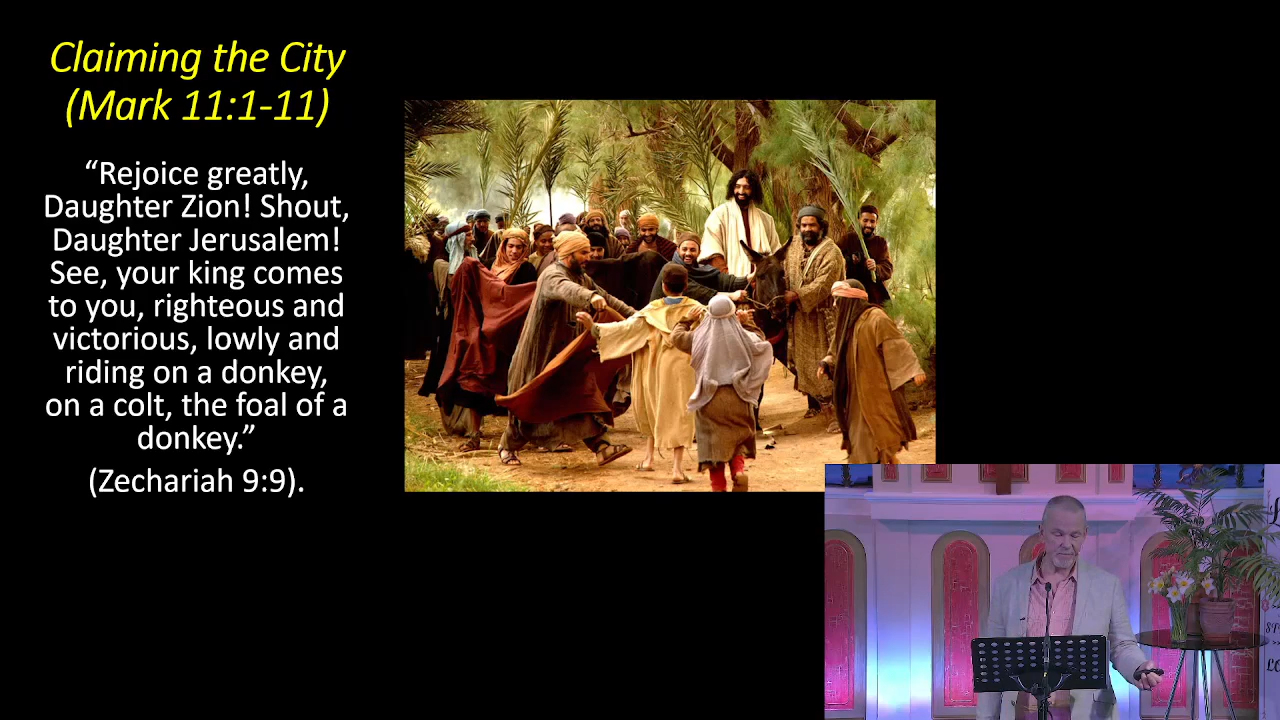 Claiming the City
(Mark 11:1-11)
“Rejoice greatly,
Daughter Zion! Shout,
Daughter Jerusalem!
See, your king comes
to you, righteous and
victorious, lowly and
riding on a donkey,
on a colt, the foal of a
donkey.”
(Zechariah 9:9).